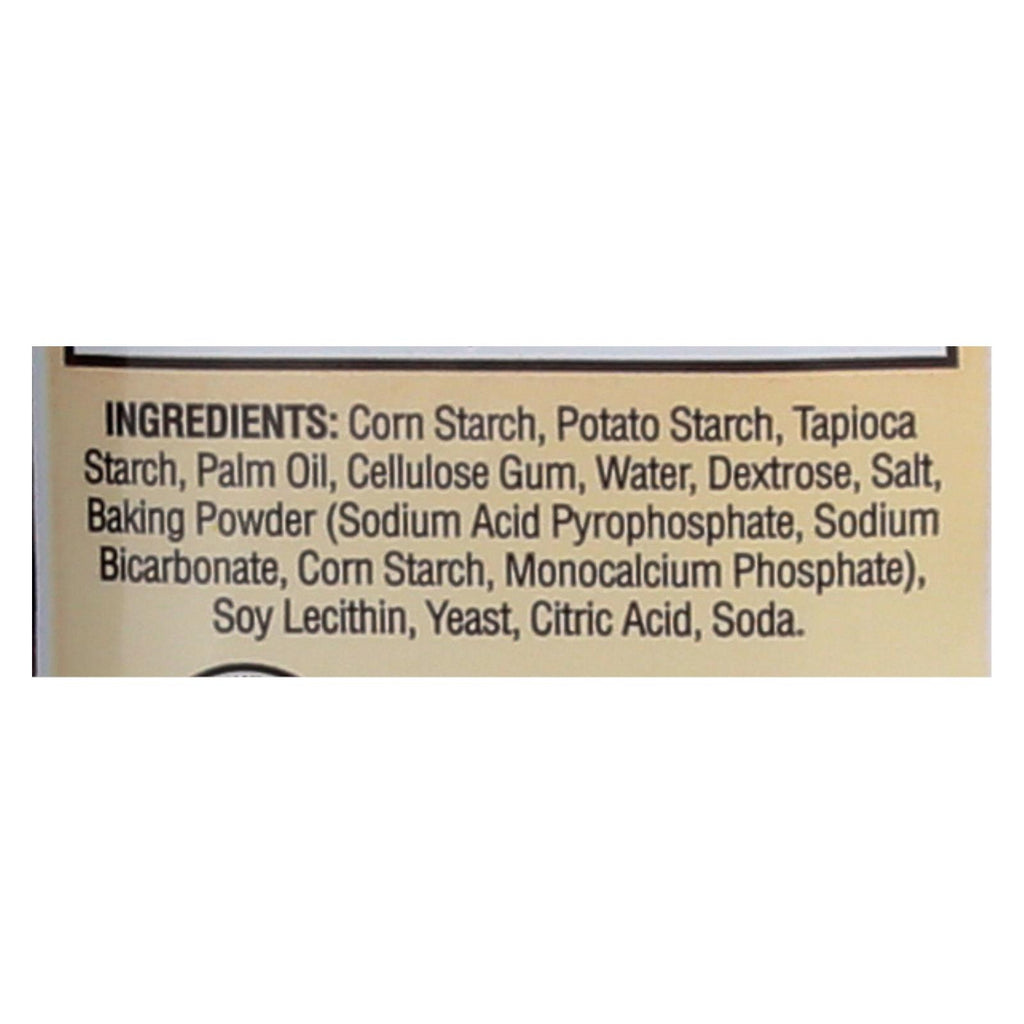 INGREDIENTS: Corn Starch, Potato Starch, Tapioca
Starch, Palm Oil, Cellulose Gum, Water, Dextrose, Salt,
Baking Powder (Sodium Acid Pyrophosphate, Sodium
Bicarbonate, Corn Starch, Monocalcium Phosphate),
Soy Lecithin, Yeast, Citric Acid, Soda.